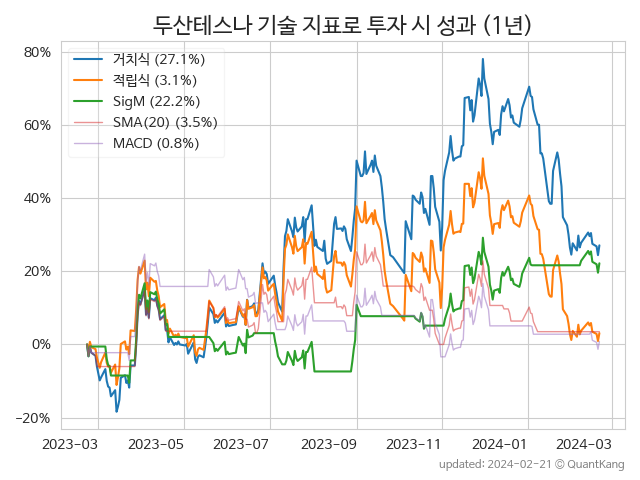 두산테스나 기술 지표로 투자 시 성과 (1년)
80%
60%
40%
20%
0%
−20%
거치식 (27.1%)
적립식 (3.1%)
SigM (22.2%)
SMA(20) (3.5%)
MACD (0.8%)
2023-03
2023-05
2023-07
2023-09
2023-11
2024-01
2024-03
updated: 2024-02-21 © QuantKang